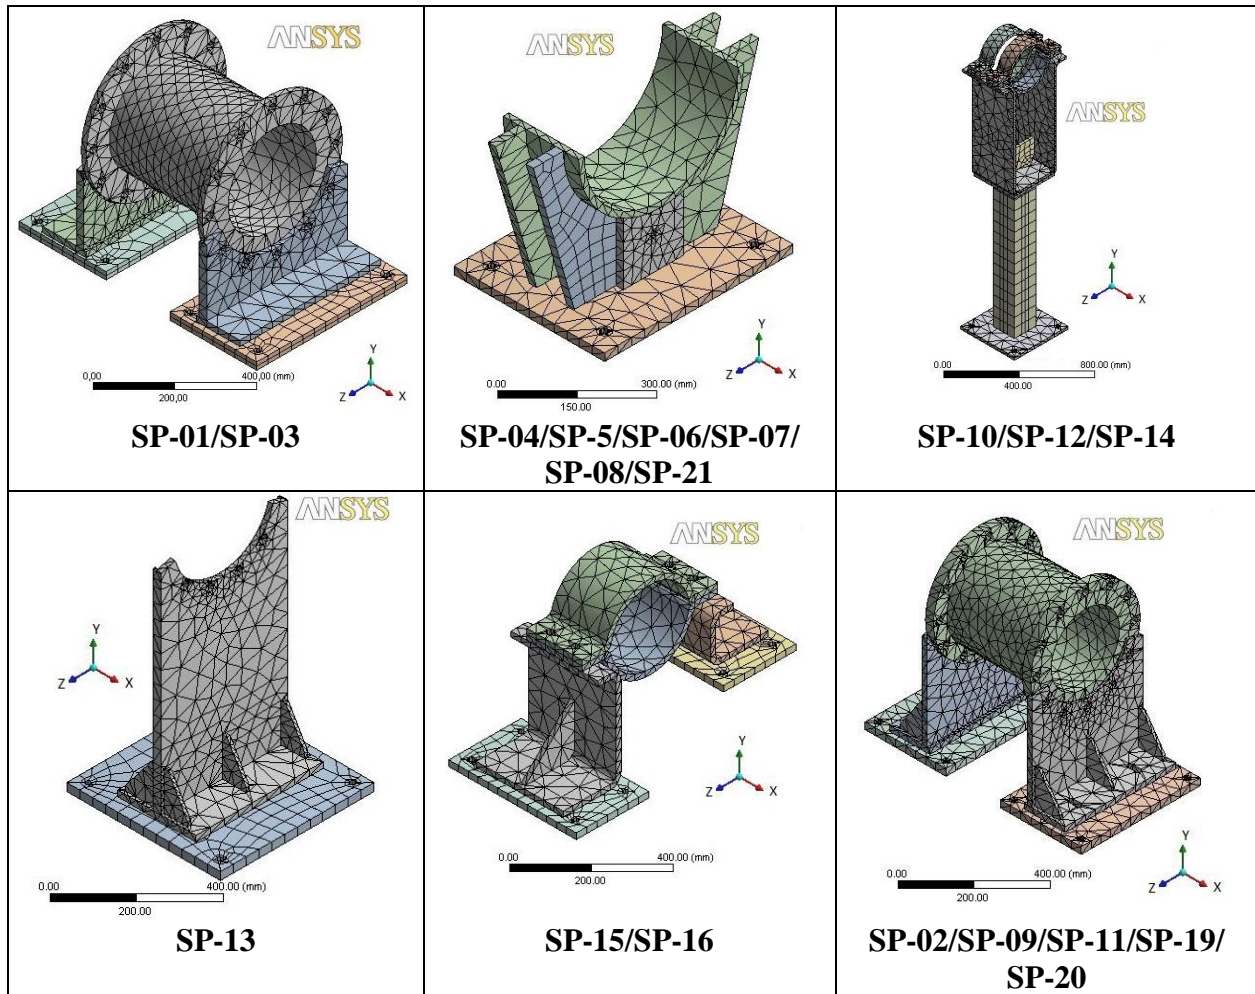 ANSYS
Y
Z
X
0,00
400,00 (mm)
200,00
SP-01/SP-03
ANSYS
Y
Z
X
0.00
300.00 (mm)
150.00
SP-04/SP-5/SP-06/SP-07/
SP-08/SP-21
ANSYS
Y
Z
X
0.00
800.00 (mm)
400.00
SP-10/SP-12/SP-14
ANSYS
Y
Z
X
0.00
400.00 (mm)
200.00
SP-13
ANSYS
Y
Z
X
0.00
400.00 (mm)
200.00
SP-15/SP-16
ANSYS
Y
Z
X
0.00
400.00 (mm)
200.00
SP-02/SP-09/SP-11/SP-19/
SP-20